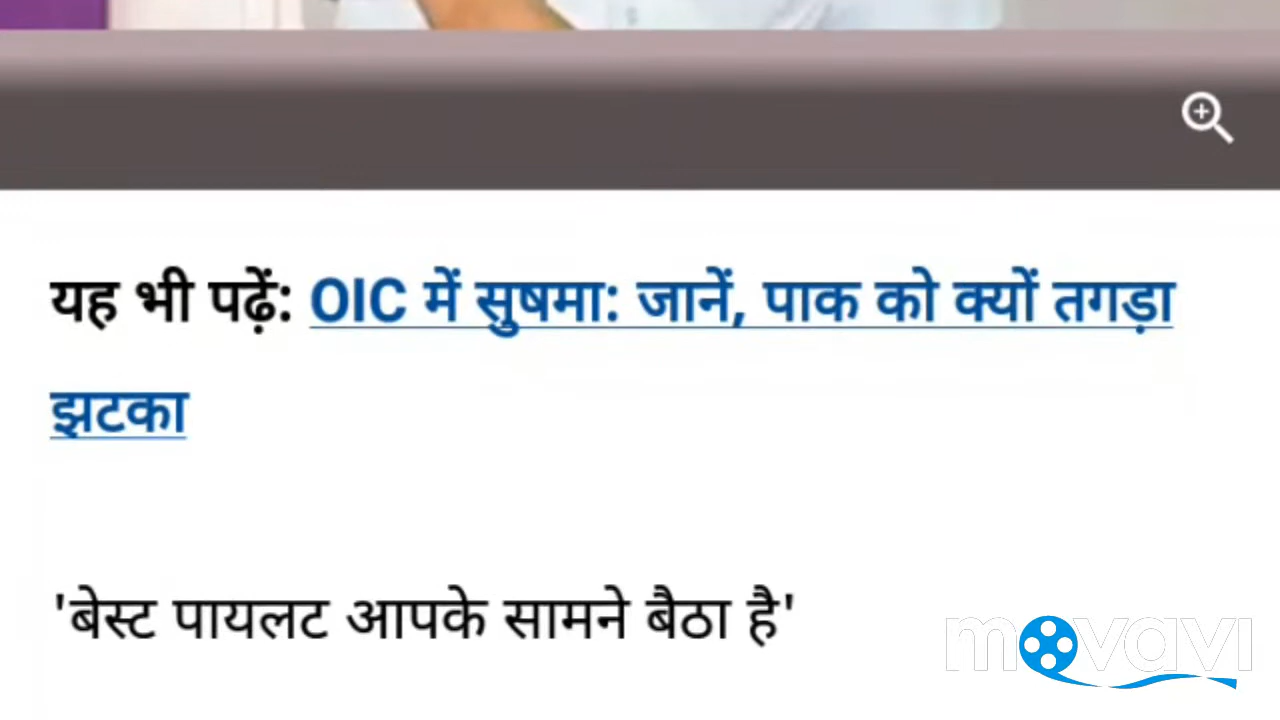 यह भी पढ़ें: OIC में सुषमा: जानें, पाक को क्यों तगड़ा
झटका
'बेस्ट पायलट आपके सामने बैठा है'
movavi